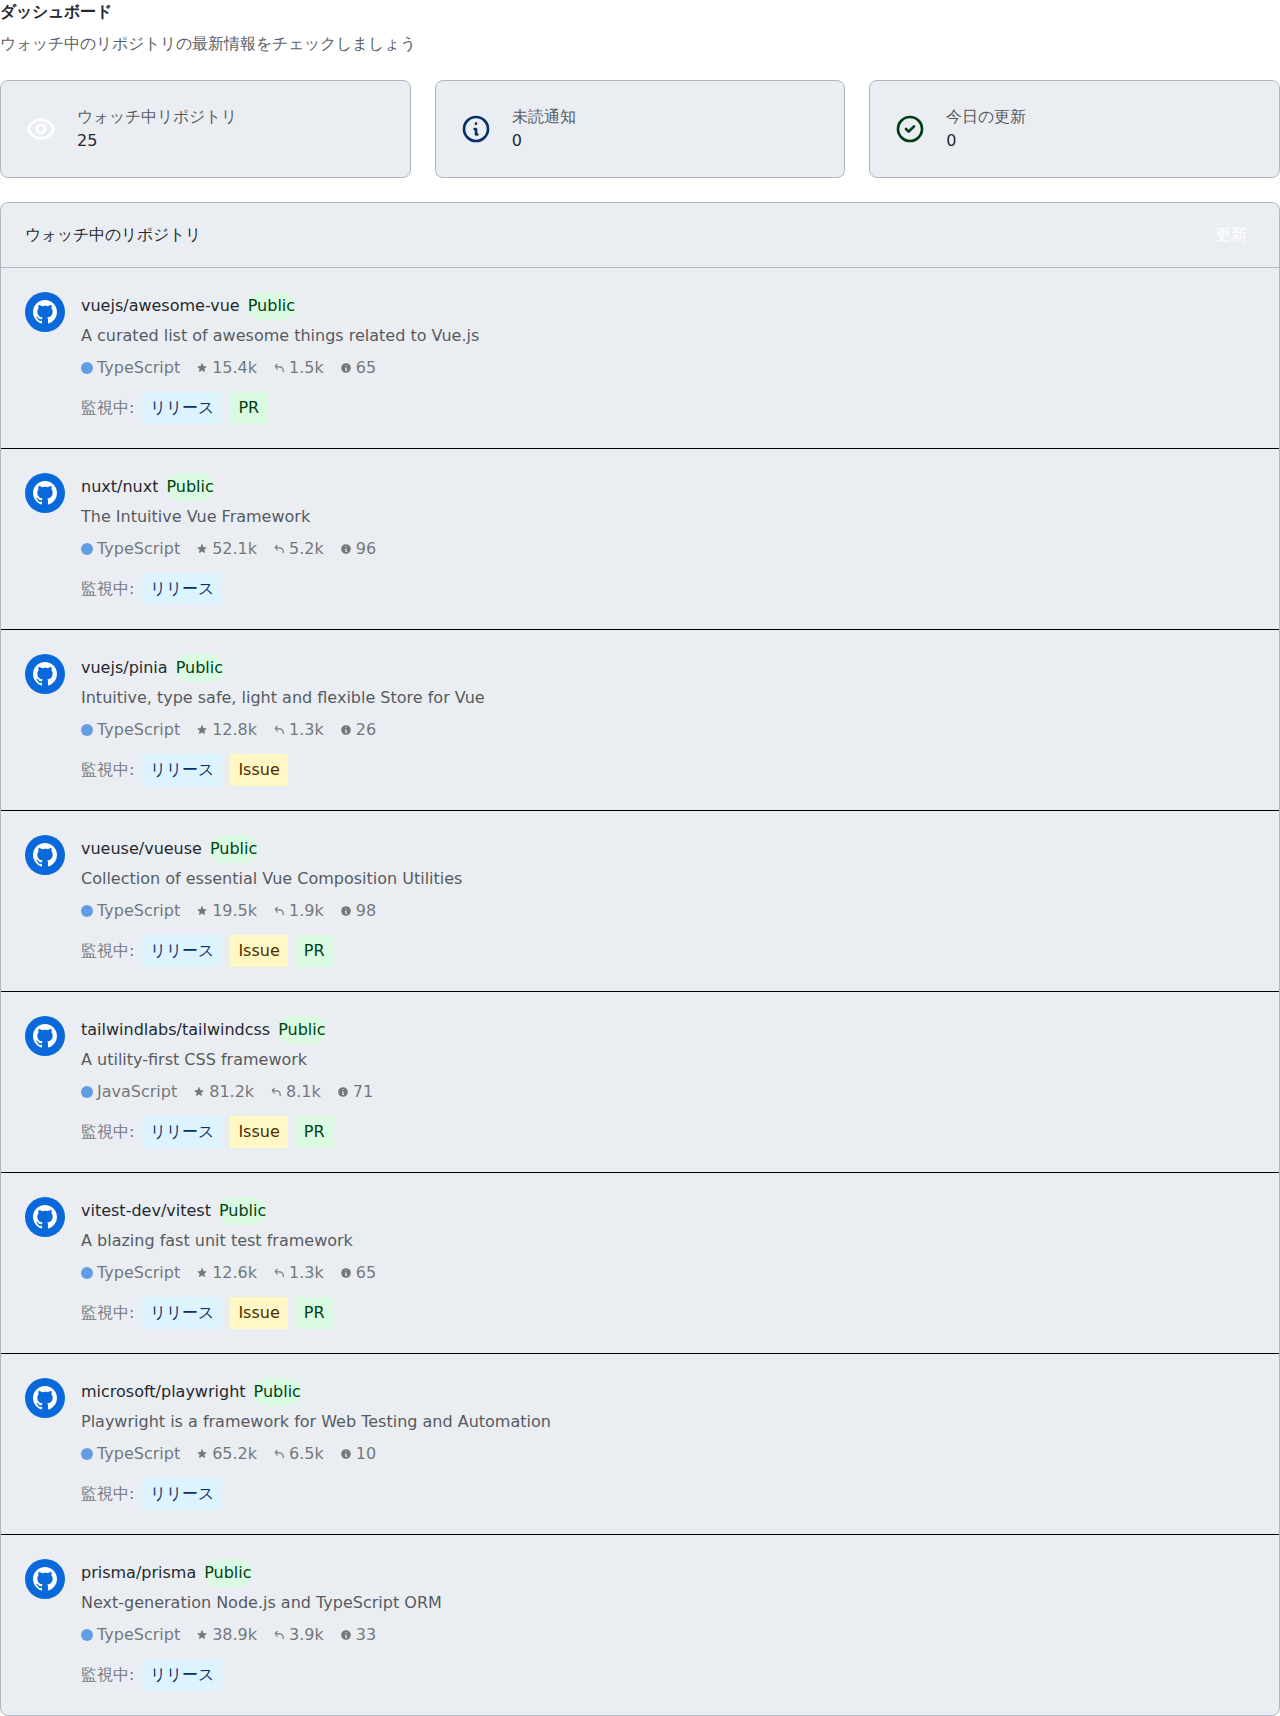 ダッシュボード
ウォッチ中のリポジトリの最新情報をチェックしましょう
ウォッチ中リポジトリ
25
未読通知
0
今日の更新
0
ウォッチ中のリポジトリ 更新
vuejs/awesome-vue Public
A curated list of awesome things related to Vue.js
TypeScript 15.4k 1.5k 65
監視中: リリース PR
nuxt/nuxt Public
The Intuitive Vue Framework
TypeScript 52.1k 5.2k 96
監視中: リリース
vuejs/pinia Public
Intuitive, type safe, light and flexible Store for Vue
TypeScript 12.8k 1.3k 26
監視中: リリース Issue
vueuse/vueuse Public
Collection of essential Vue Composition Utilities
TypeScript 19.5k 1.9k 98
監視中: リリース Issue PR
tailwindlabs/tailwindcss Public
A utility-first CSS framework
JavaScript 81.2k 8.1k 71
監視中: リリース Issue PR
vitest-dev/vitest Public
A blazing fast unit test framework
TypeScript 12.6k 1.3k 65
監視中: リリース Issue PR
microsoft/playwright Public
Playwright is a framework for Web Testing and Automation
TypeScript 65.2k 6.5k 10
監視中: リリース
prisma/prisma Public
Next-generation Node.js and TypeScript ORM
TypeScript 38.9k 3.9k 33
監視中: リリース